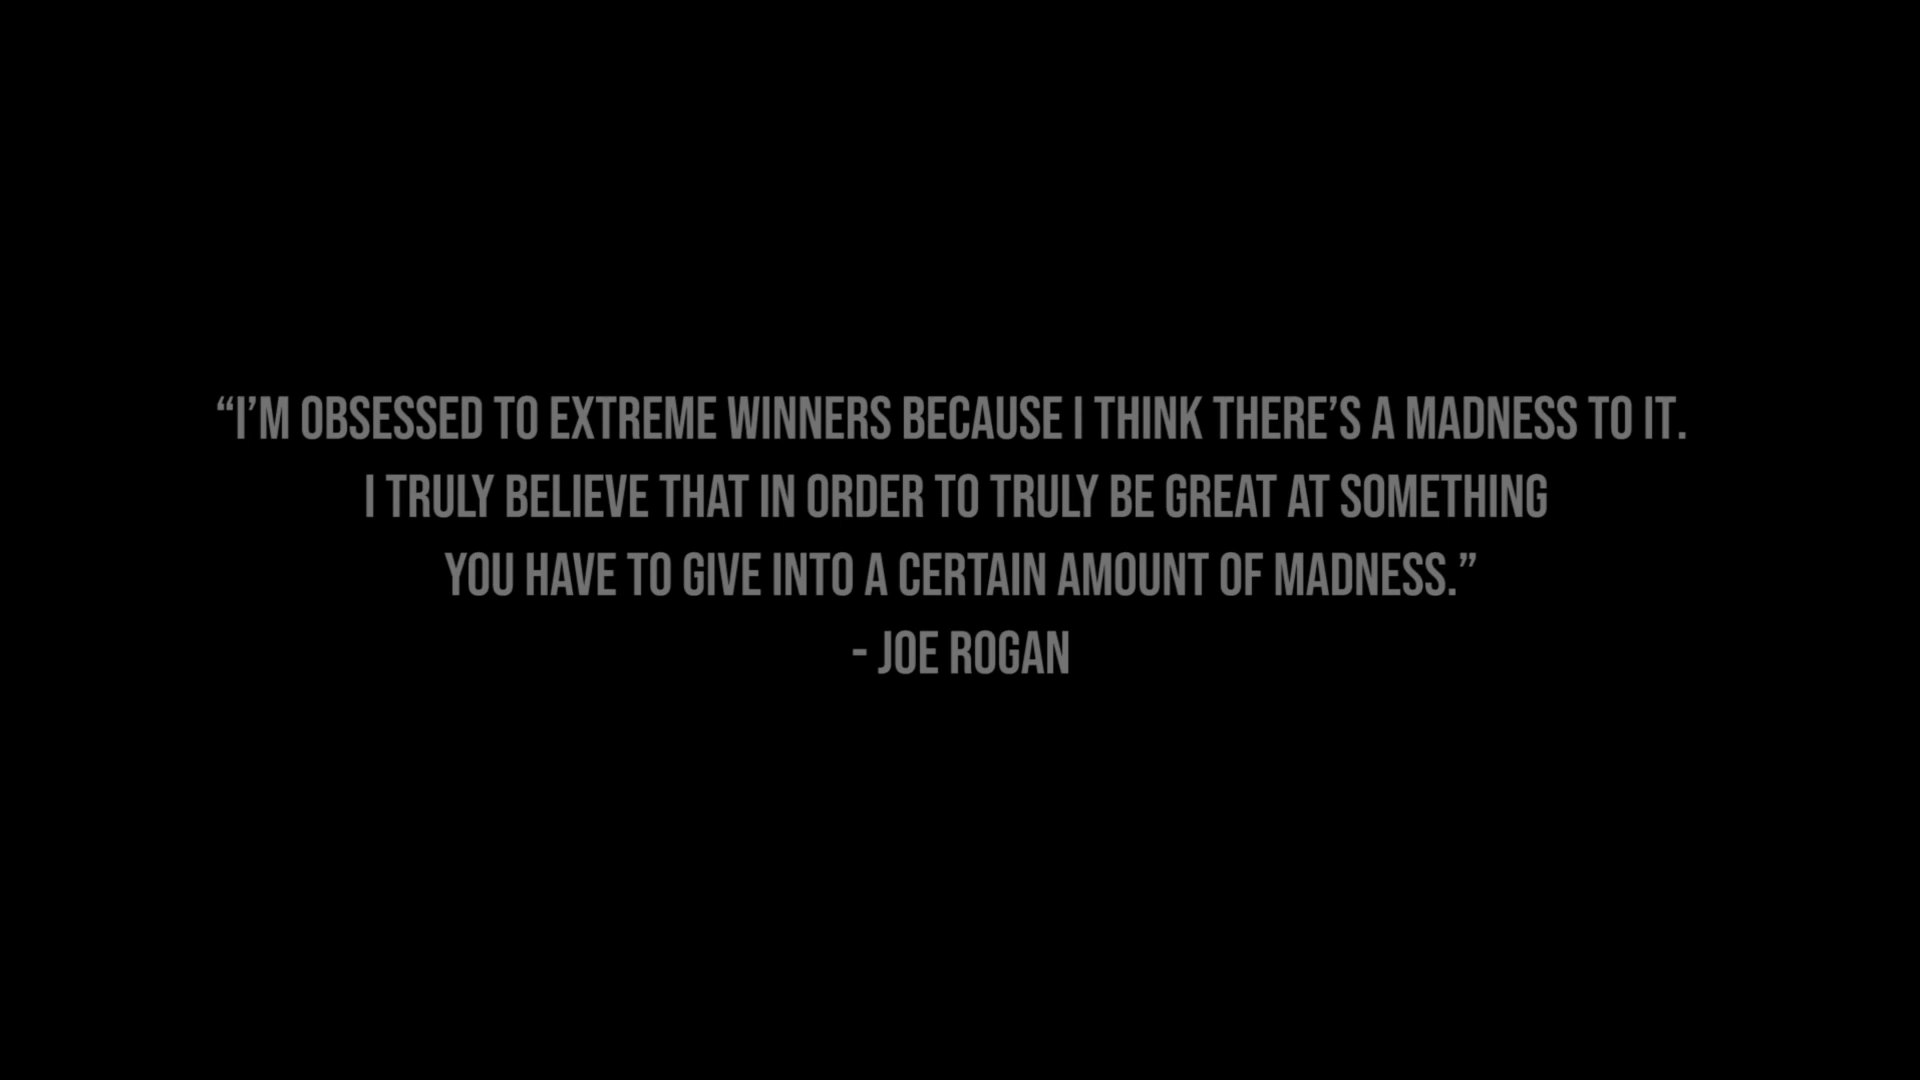 “I’M OBSESSED TO EXTREME WINNERS BECAUSE I THINK THERE’S A MADNESS TO IT.
I TRULY BELIEVE THAT IN ORDER TO TRULY BE GREAT AT SOMETHING
YOU HAVE TO GIVE INTO A CERTAIN AMOUNT OF MADNESS.”
- JOE ROGAN